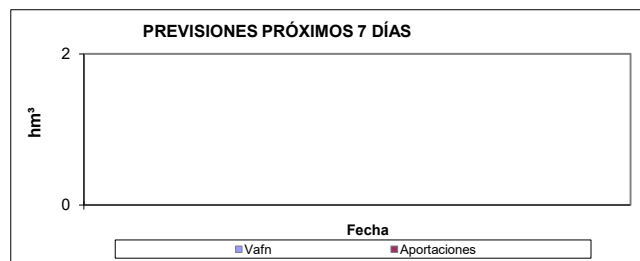 PREVISIONES PRÓXIMOS 7 DÍAS
2
hm³
0
Fecha
Vafn Aportaciones